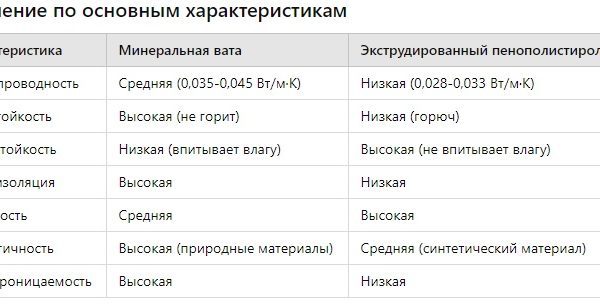 нение по основным характеристикам
теристика Минеральная вата Экструдированный пенополистирол
проводность Средняя (0,035-0,045 Вт/м·К) Низкая (0,028-0,033 Вт/м·К)
тойкость Высокая (не горит) Низкая (горюч)
тойкость Низкая (впитывает влагу) Высокая (не впитывает влагу)
изоляция Высокая Низкая
ость Средняя Высокая
гичность Высокая (природные материалы) Средняя (синтетический материал)
роницаемость Высокая Низкая